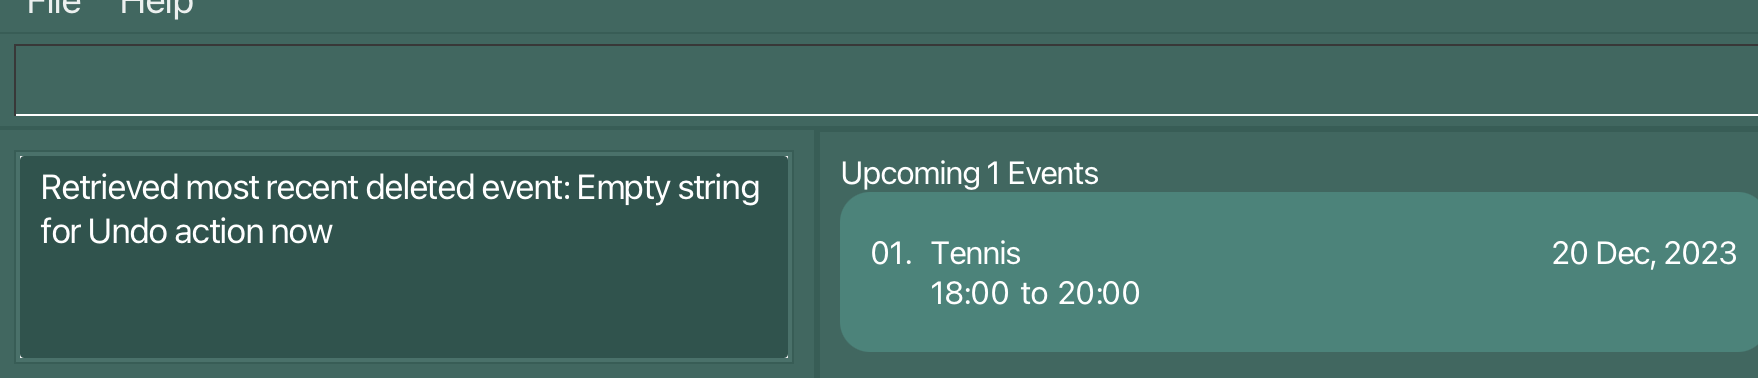 File Help
Retrieved most recent deleted event: Empty string
for Undo action now
Upcoming 1 Events
01. Tennis 20 Dec, 2023
18:00 to 20:00